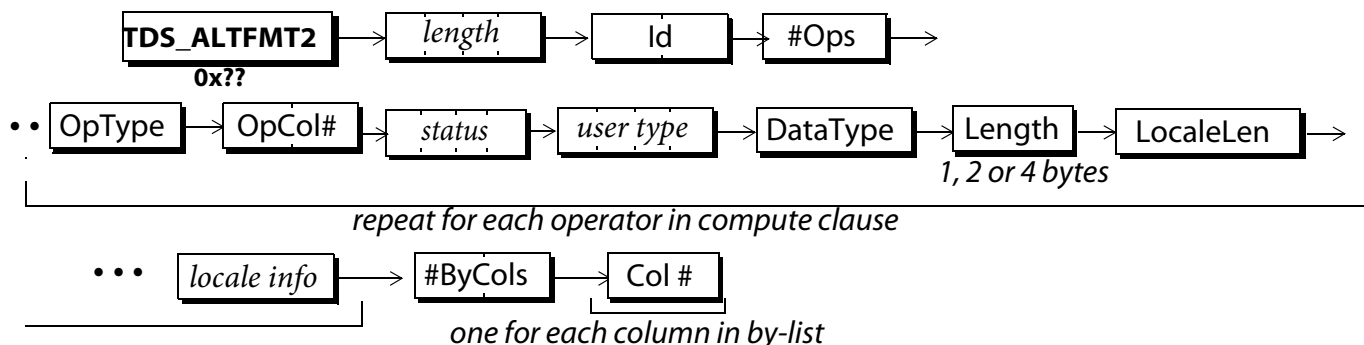 TDS_ALTFMT2 length Id #Ops
0x??
•• OpType OpCol# status user type DataType Length LocaleLen
1, 2 or 4 bytes
repeat for each operator in compute clause
••• locale info #ByCols Col #
one for each column in by-list